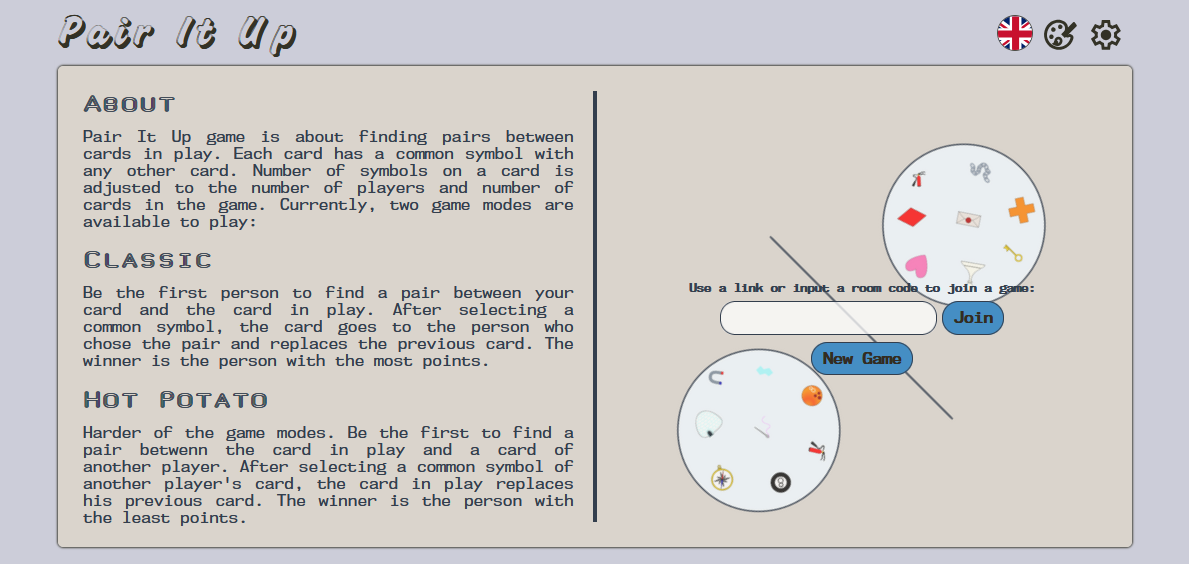 Pair It Up
About
Pair It Up game is about finding pairs between
cards in play. Each card has a common symbol with
any other card. Number of symbols on a card is
adjusted to the number of players and number of
cards in the game. Currently, two game modes are
available to play:
Classic
Be the first person to find a pair between your
card and the card in play. After selecting a
common symbol, the card goes to the person who
chose the pair and replaces the previous card. The
winner is the person with the most points.
Hot Potato
Harder of the game modes. Be the first to find a
pair betwenn the card in play and a card of
another player. After selecting a common symbol of
another player's card, the card in play replaces
his previous card. The winner is the person with
the least points.
Use a link or input a room code to join a game:
Join
New Game
8